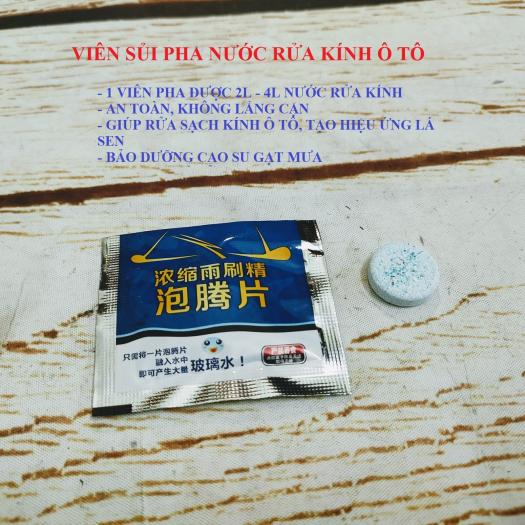 VIÊN SỦI PHA NƯỚC RỬA KÍNH Ô TÔ
- 1 VIÊN PHA ĐƯỢC 2L - 4L NƯỚC RỬA KÍNH
- AN TOÀN, KHÔNG LẮNG CẶN
- GIÚP RỬA SẠCH KÍNH Ô TÔ, TẠO HIỆU ỨNG LÁ
SEN
- BẢO DƯỠNG CAO SU GẠT MƯA
浓缩雨刷精
泡腾片
只需将一片泡腾片
融入水中
即可产生大量 玻璃水！